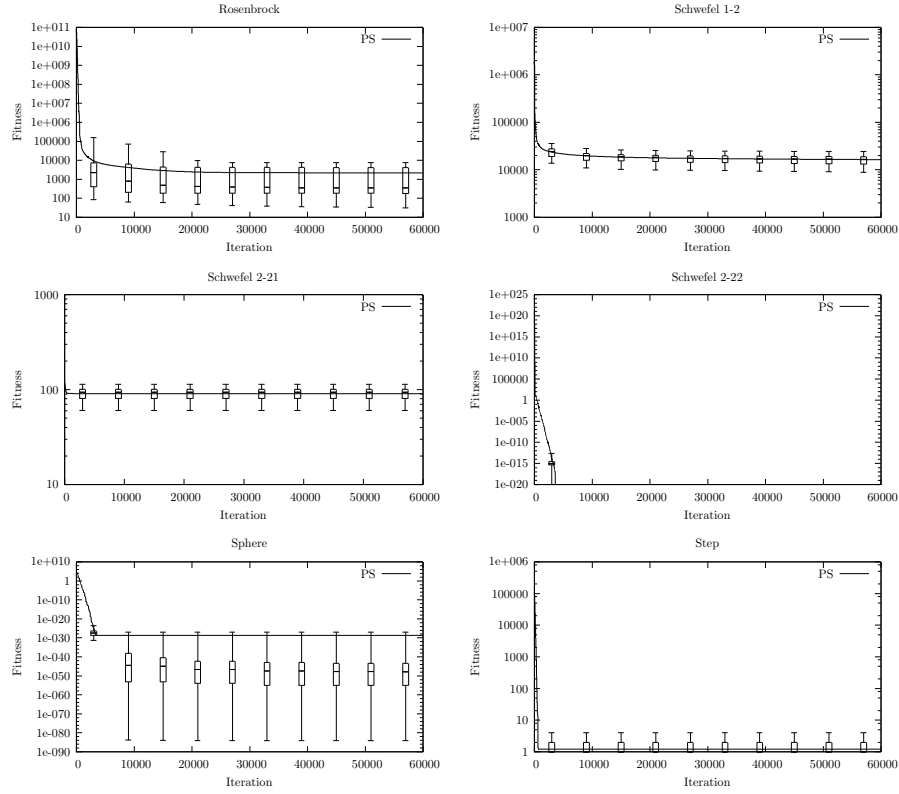 Rosenbrock
1e+011
1e+010
1e+009
1e+008
1e+007
1e+006
100000
10000
1000
100
10
Fitness
PS
0 10000 20000 30000 40000 50000 60000
Iteration
Schwefel 1-2
1e+007
1e+006
100000
10000
1000
Fitness
PS
0 10000 20000 30000 40000 50000 60000
Iteration
Schwefel 2-21
1000
100
10
Fitness
PS
0 10000 20000 30000 40000 50000 60000
Iteration
Schwefel 2-22
1e+025
1e+020
1e+015
1e+010
100000
1
1e-005
1e-010
1e-015
1e-020
Fitness
PS
0 10000 20000 30000 40000 50000 60000
Iteration
Sphere
1e+010
1
1e-010
1e-020
1e-030
1e-040
1e-050
1e-060
1e-070
1e-080
1e-090
Fitness
PS
0 10000 20000 30000 40000 50000 60000
Iteration
Step
1e+006
100000
10000
1000
100
10
1
Fitness
PS
0 10000 20000 30000 40000 50000 60000
Iteration